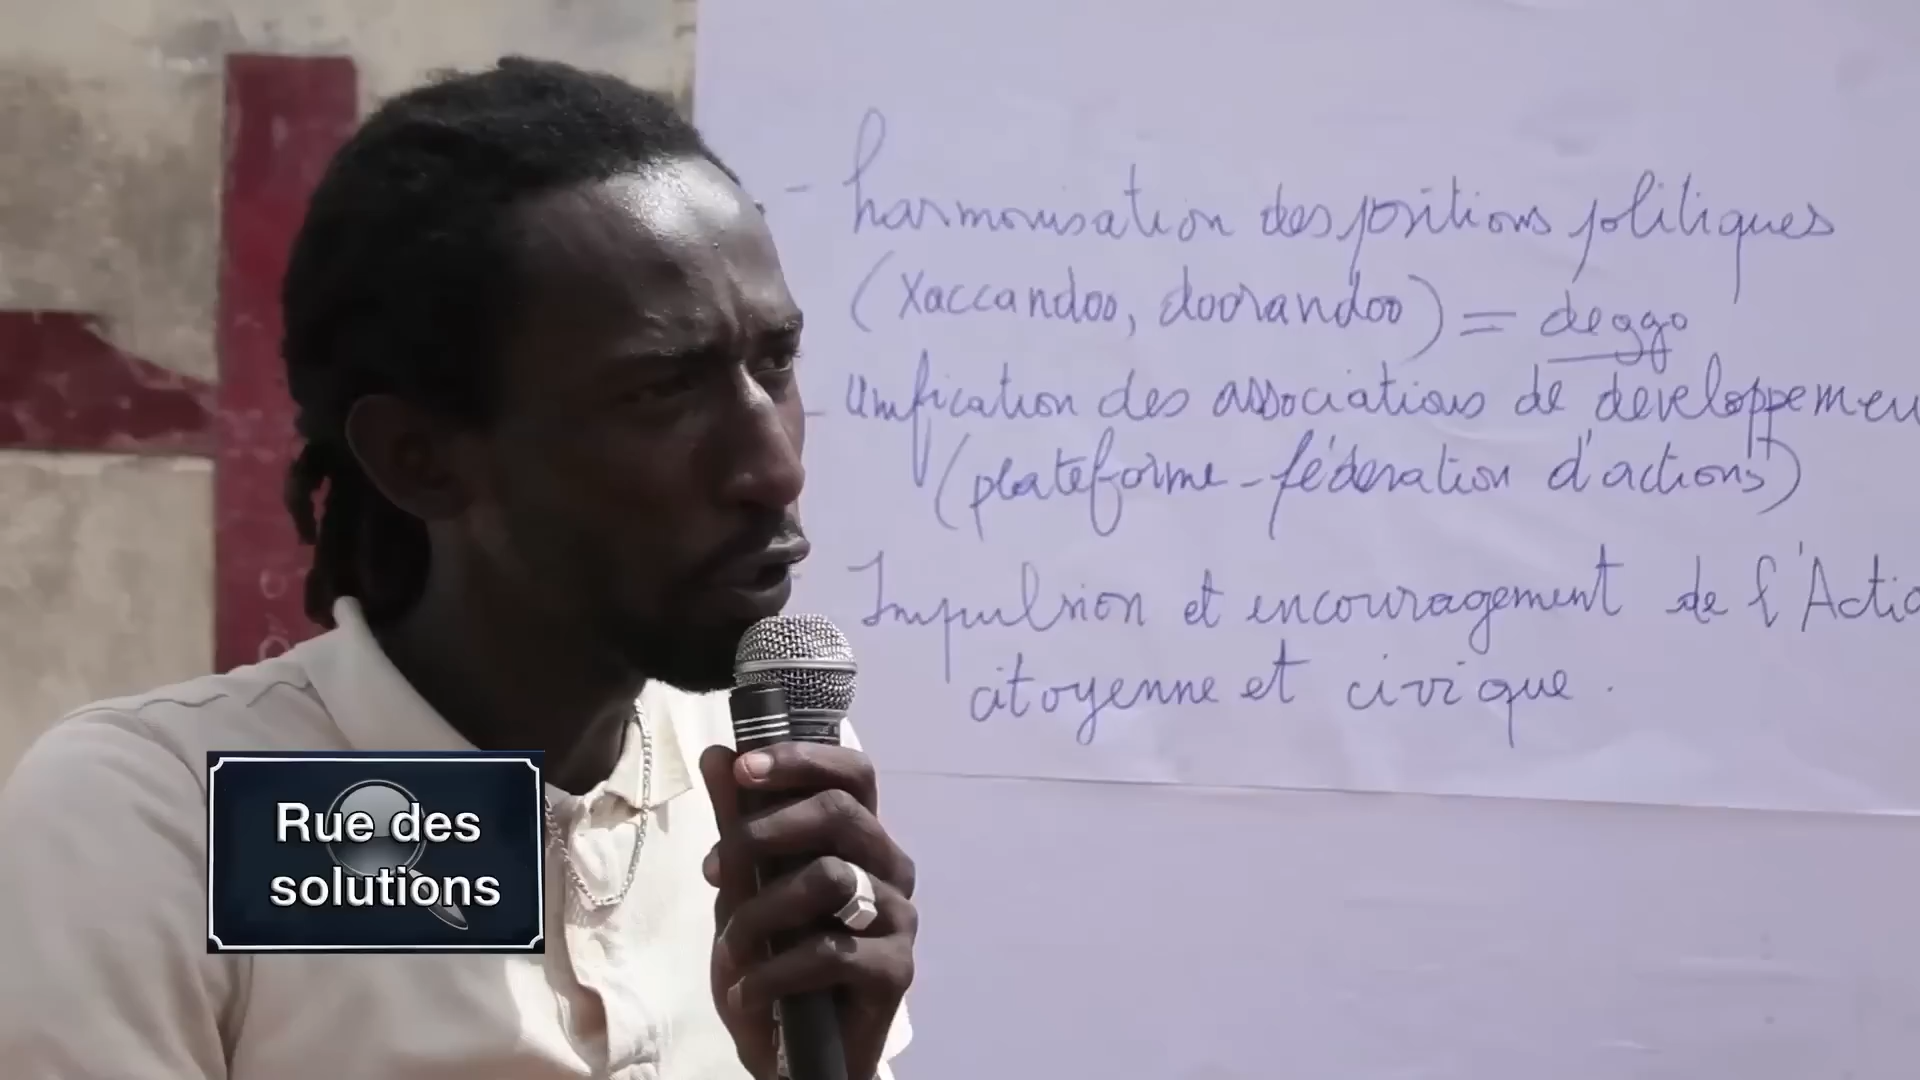 - harmonisation des positions politiques
(Xaccandoo, doorandoo) = deggo
- Unification des associations de développemen
(plateforme - fédération d'actions)
Impulsion et encouragement de l'Actio
citoyenne et civique.
Rue des
solutions